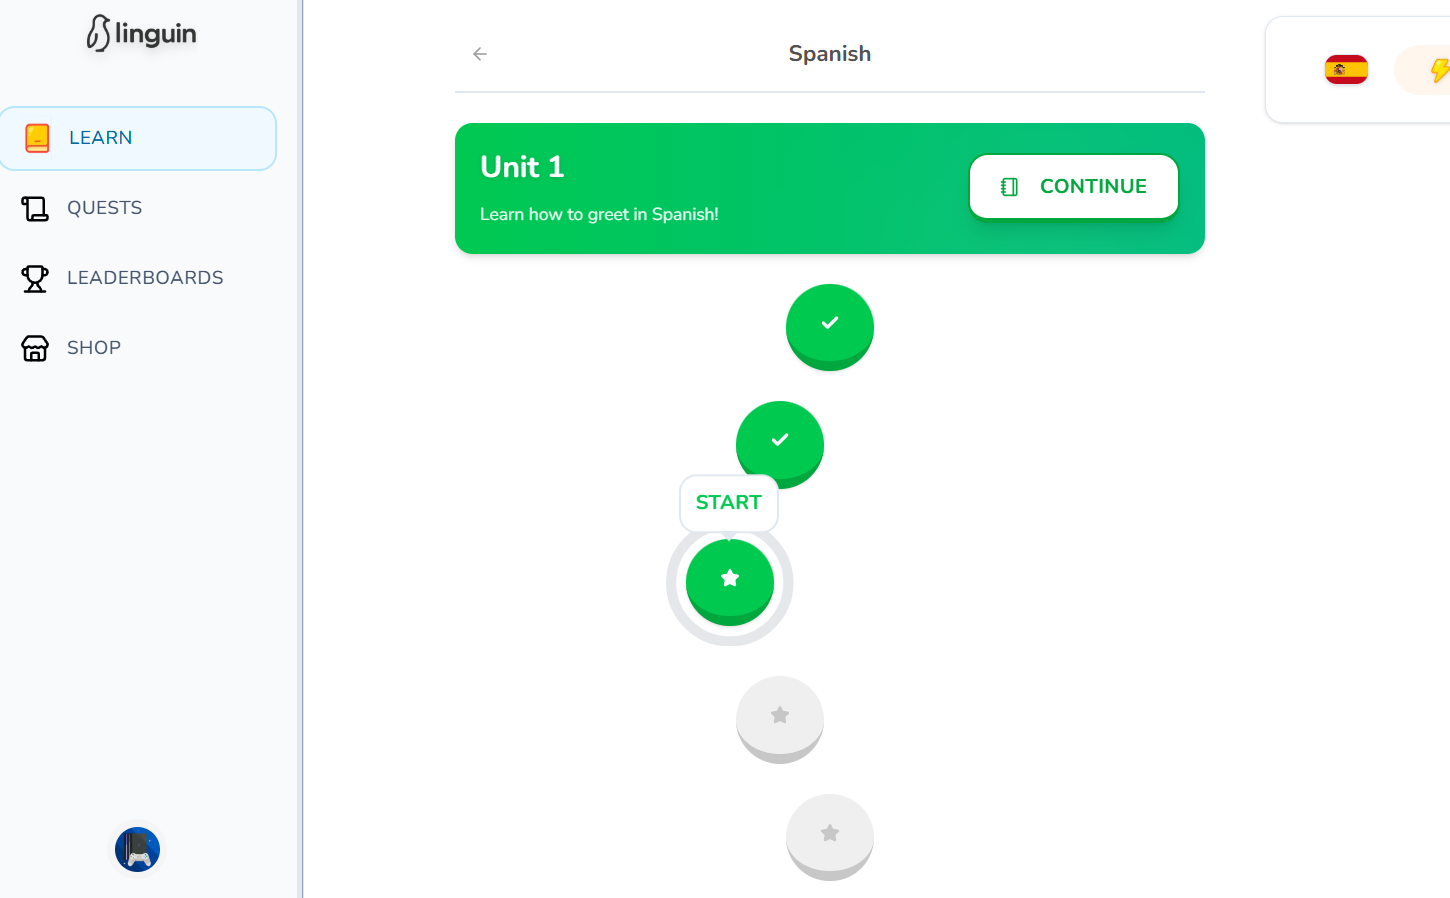 linguin
LEARN
QUESTS
LEADERBOARDS
SHOP
Spanish
Unit 1
Learn how to greet in Spanish!
CONTINUE
START